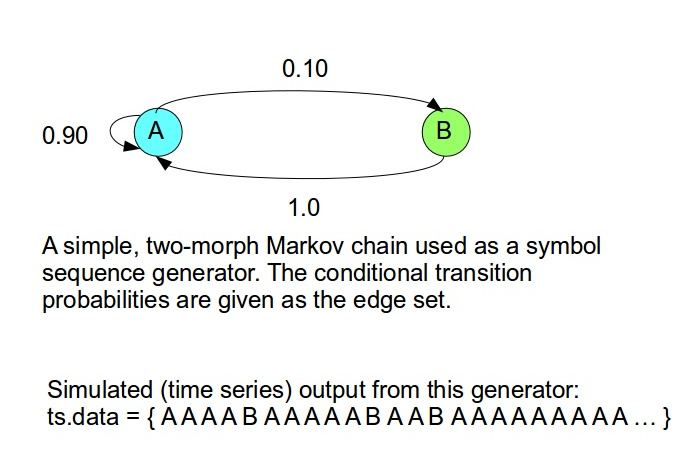 0.10
0.90
A
B
1.0
A simple, two-morph Markov chain used as a symbol
sequence generator. The conditional transition
probabilities are given as the edge set.
Simulated (time series) output from this generator:
ts.data = { A A A A B A A A A A B A A B A A A A A A A A A ... }